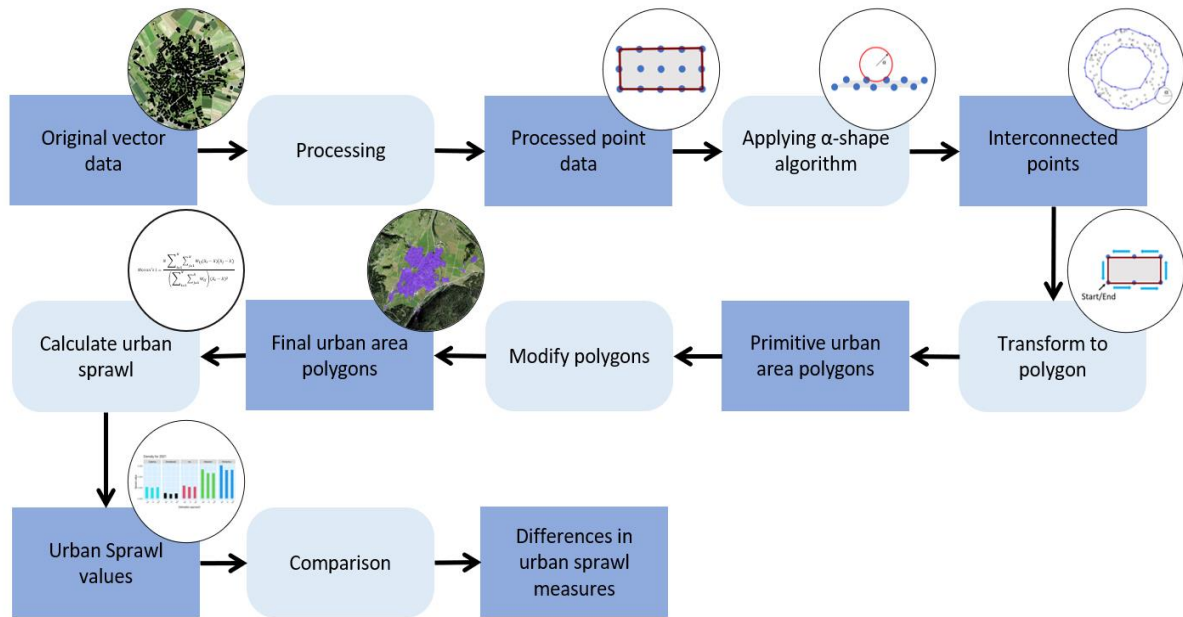 Original vector
data
Processing
Processed point
data
Applying α-shape
algorithm
Interconnected
points
Start/End
Calculate urban
sprawl
Final urban area
polygons
Modify polygons
Primitive urban
area polygons
Transform to
polygon
Urban Sprawl
values
Comparison
Differences in
urban sprawl
measures